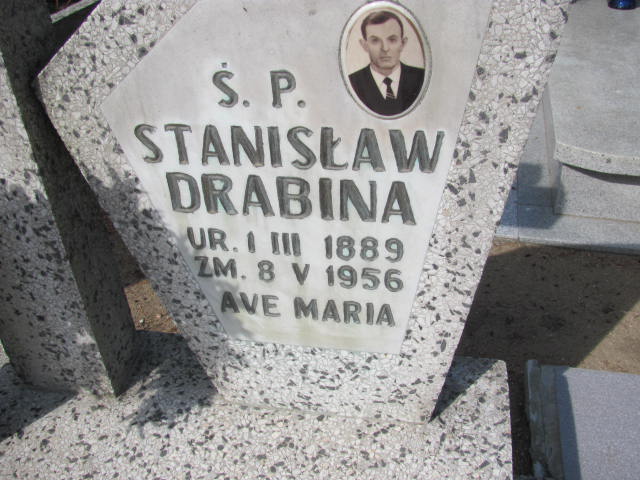 Ś. P.
STANISŁAW
DRABINA
UR. 1 III 1889
ZM. 8 V 1956
AVE MARIA